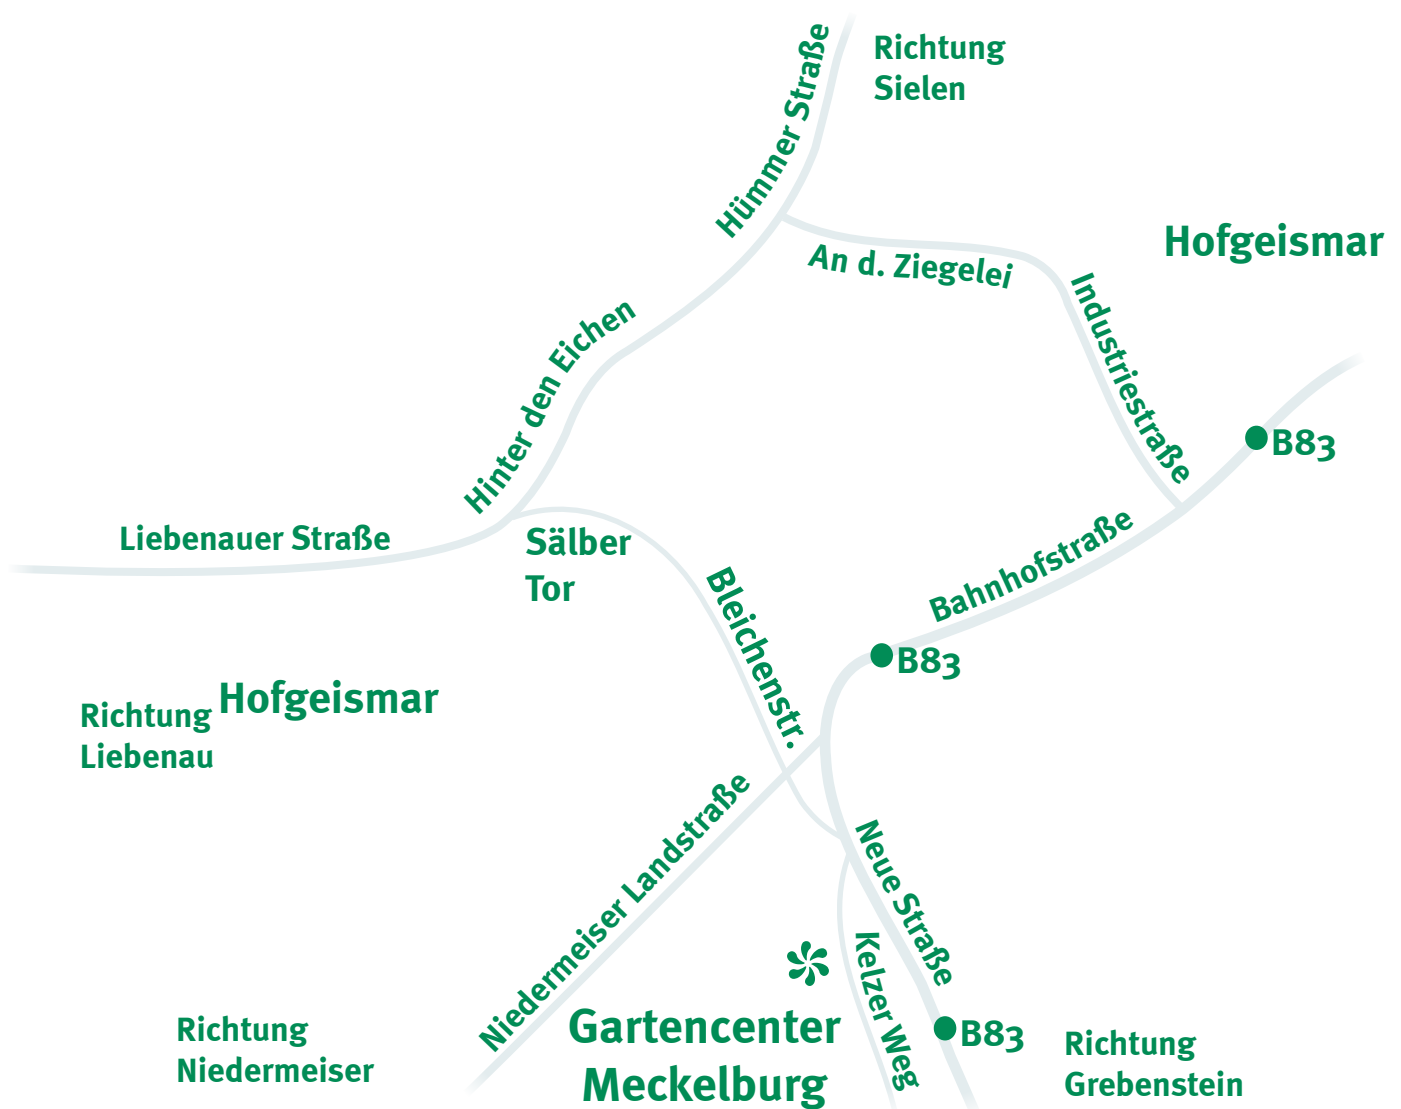 Richtung
Sielen
Hümmer Straße
Hofgeismar
An d. Ziegelei
Industriestraße
Hinter den Eichen
B83
Liebenauer Straße
Sälber
Tor
Bahnhofstraße
Bleichenstr.
B83
Hofgeismar
Richtung
Liebenau
Niedermeiser Landstraße
Neue Straße
Kelzer Weg
Gartencenter
Meckelburg
B83
Richtung
Niedermeiser
Richtung
Grebenstein